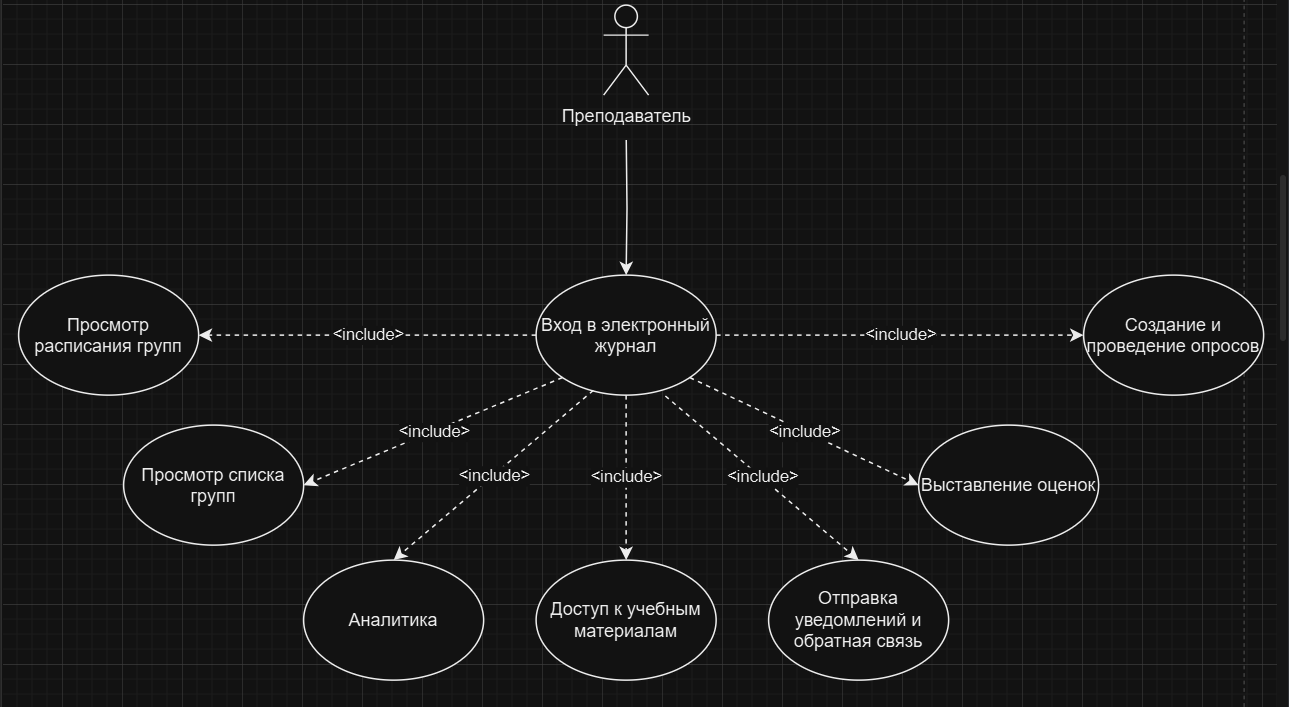 Преподаватель
Просмотр
расписания групп
<include>
Вход в электронный
журнал
<include>
Создание и
проведение опросов
<include>
<include>
<include>
<include>
<include>
Просмотр списка
групп
Выставление оценок
Аналитика
Доступ к учебным
материалам
Отправка
уведомлений и
обратная связь